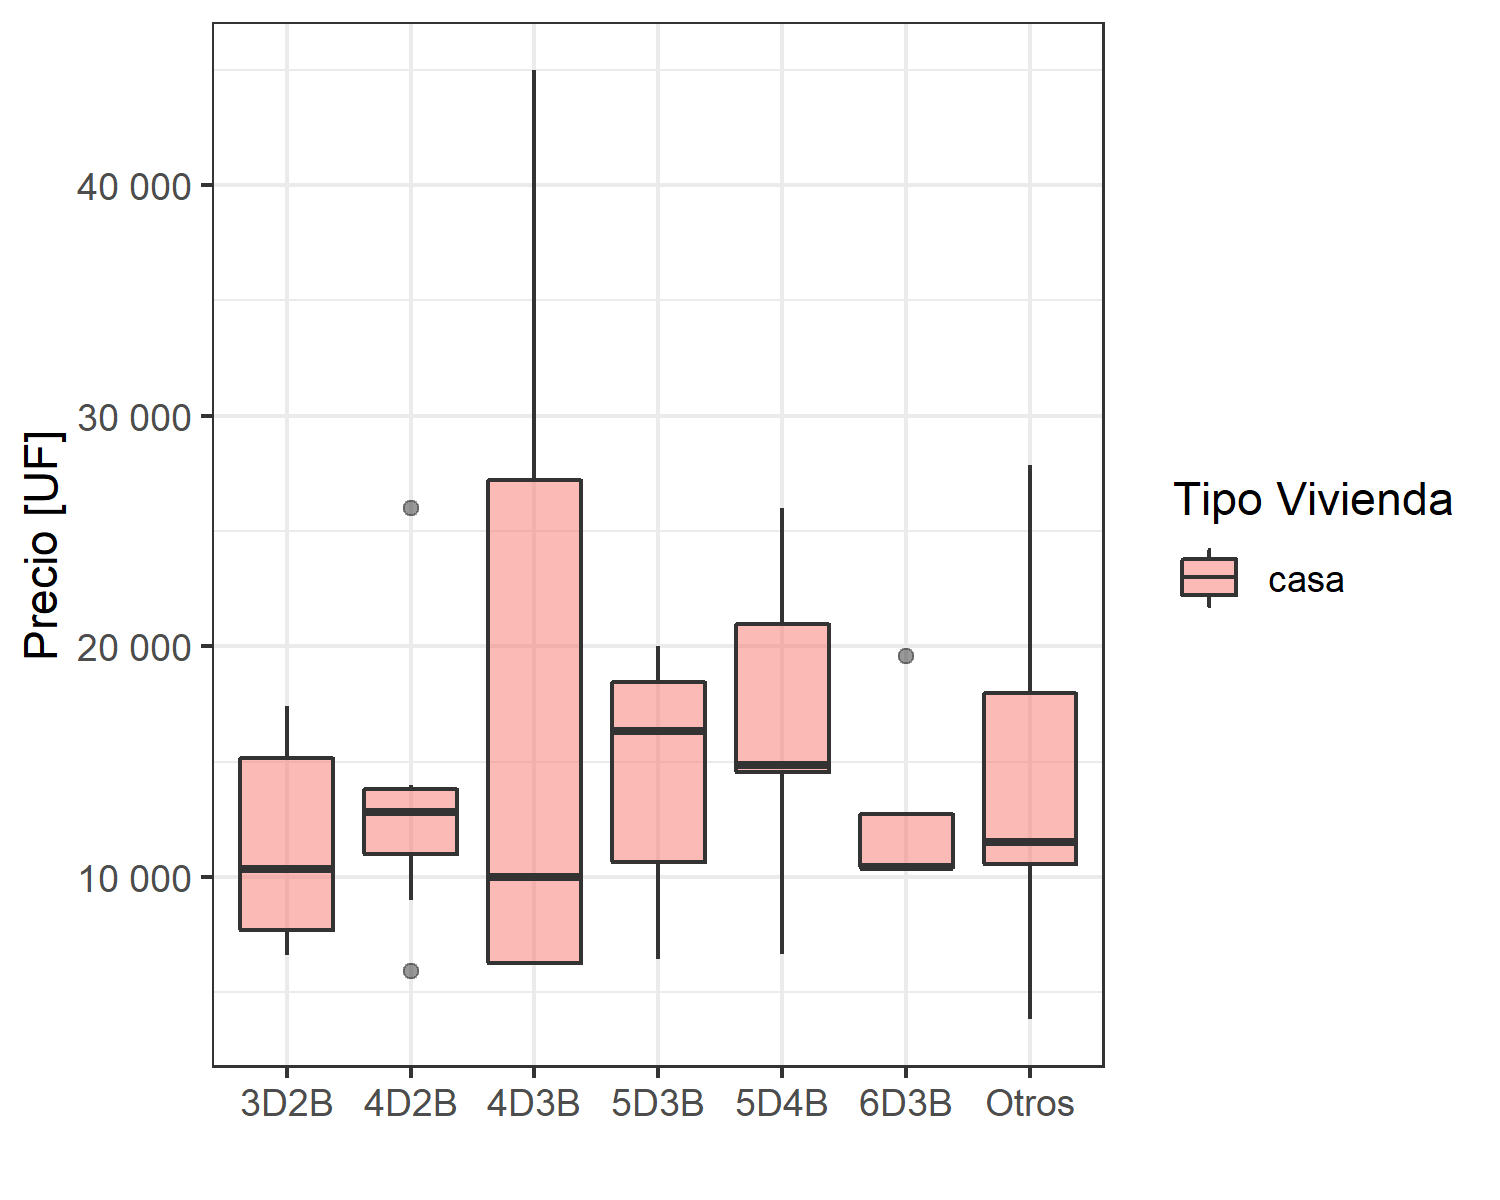 Precio [UF]
40 000
30 000
20 000
10 000
3D2B 4D2B 4D3B 5D3B 5D4B 6D3B Otros
Tipo Vivienda
casa